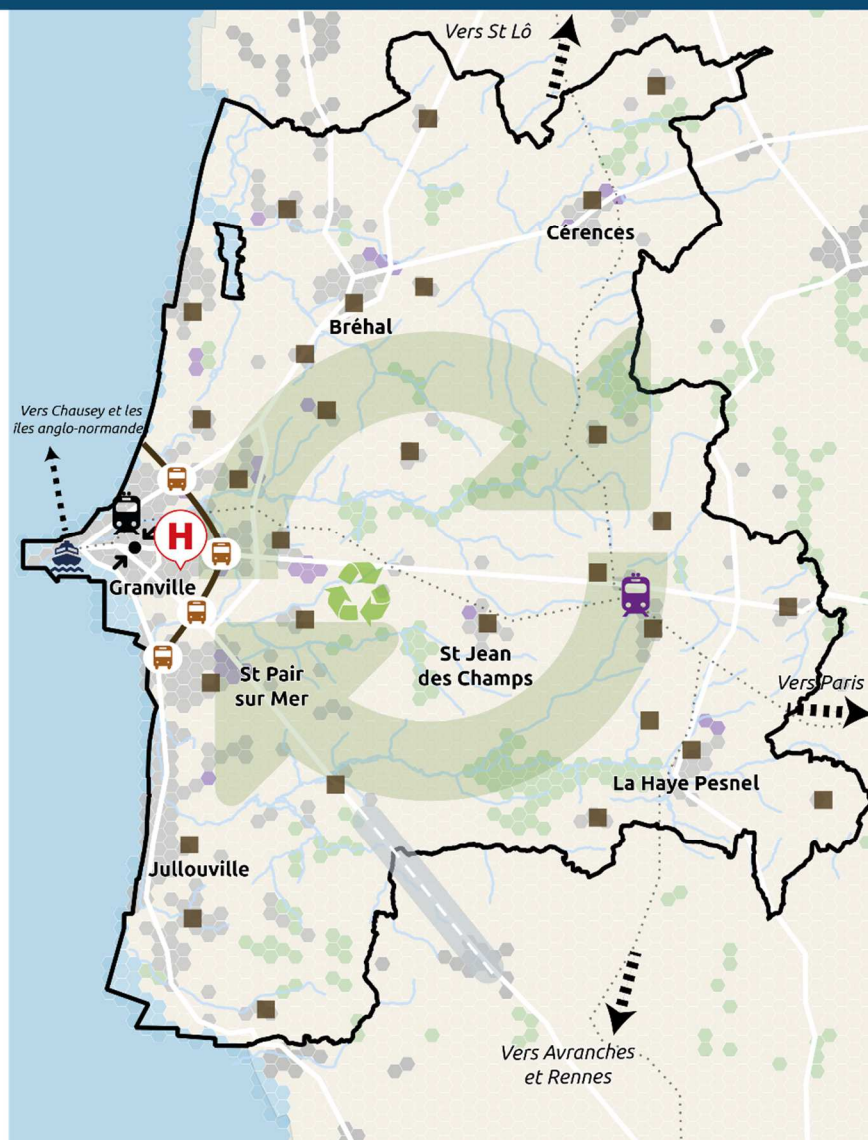 Vers St Lô
Cérences
Bréhal
Vers Chausey et les
îles anglo-normande
H
Granville
St Pair
sur Mer
St Jean
des Champs
Vers Paris
La Haye Pesnel
Jullouville
Vers Avranches
et Rennes